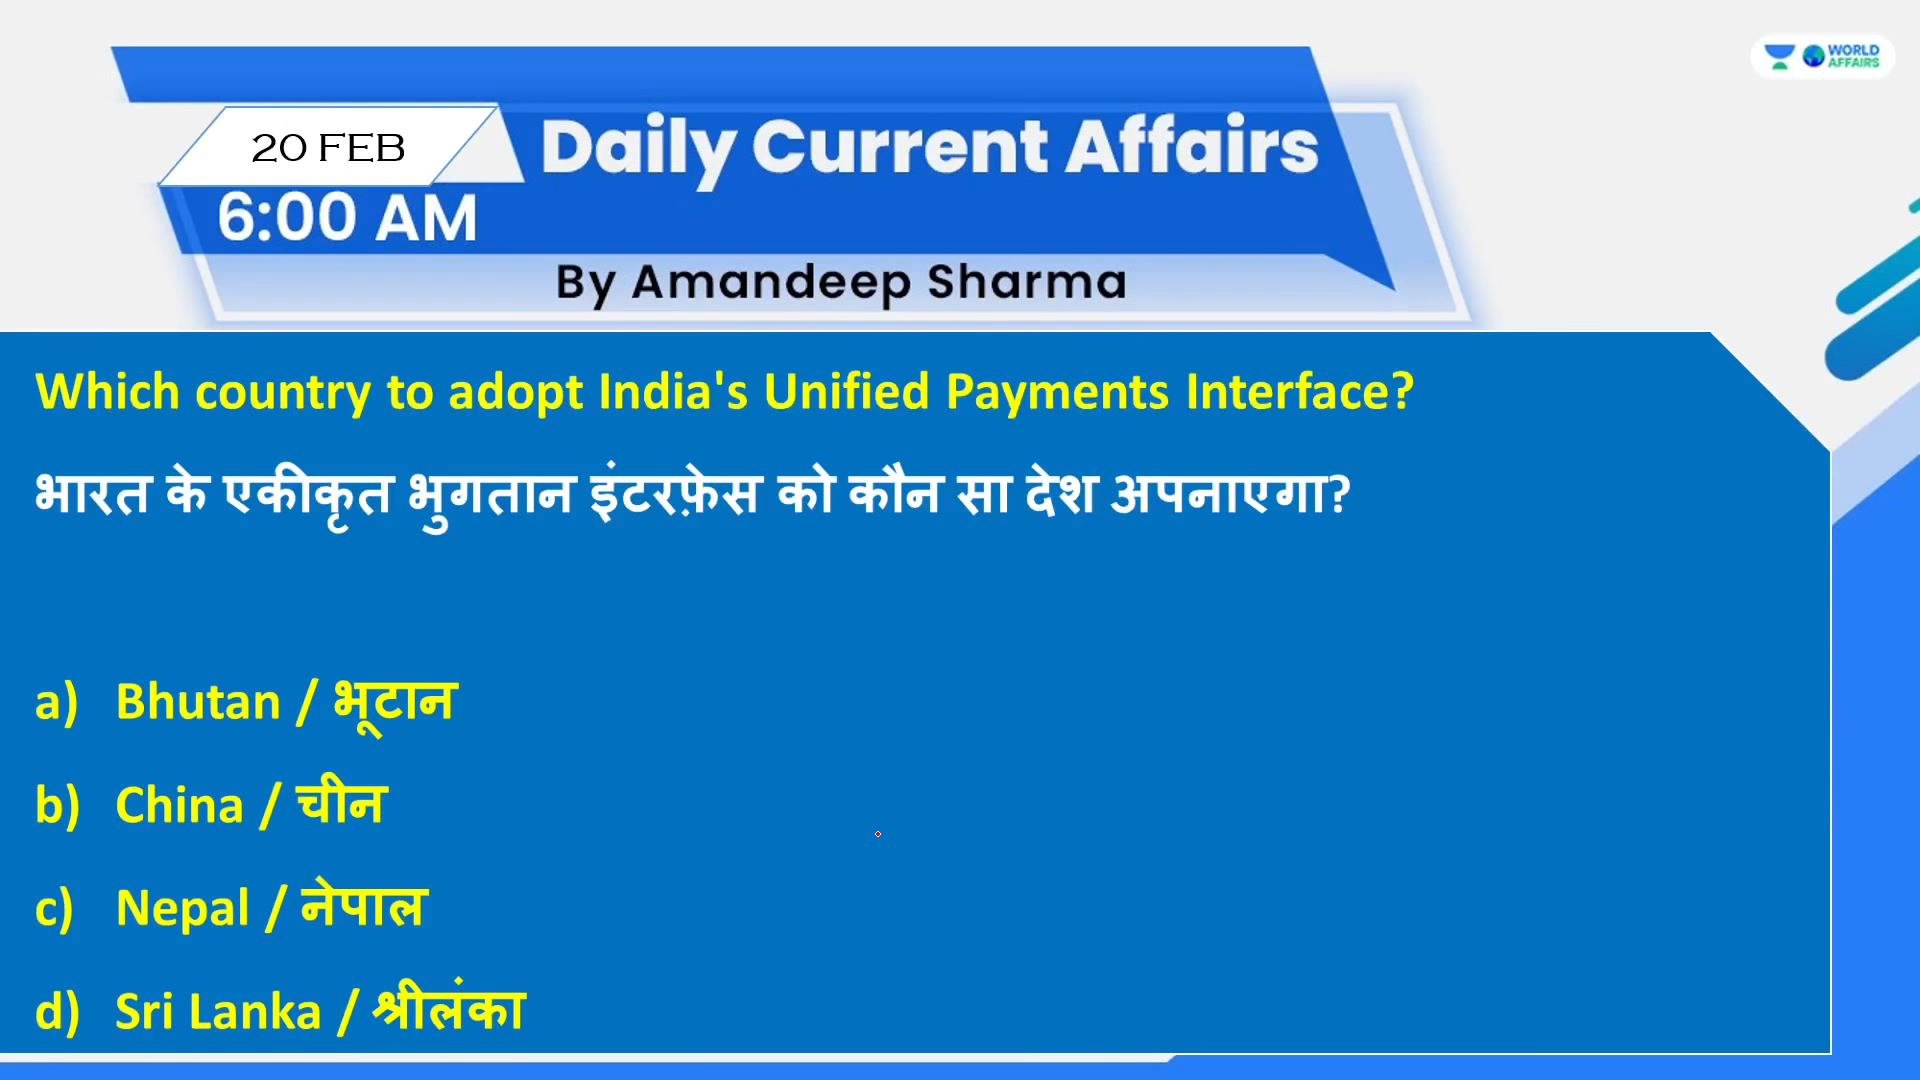 WORLD
AFFAIRS
20 FEB
Daily Current Affairs
6:00 AM
By Amandeep Sharma
Which country to adopt India's Unified Payments Interface?
भारत के एकीकृत भुगतान इंटरफ़ेस को कौन सा देश अपनाएगा?
a) Bhutan / भूटान
b) China / चीन
c) Nepal / नेपाल
d) Sri Lanka / श्रीलंका